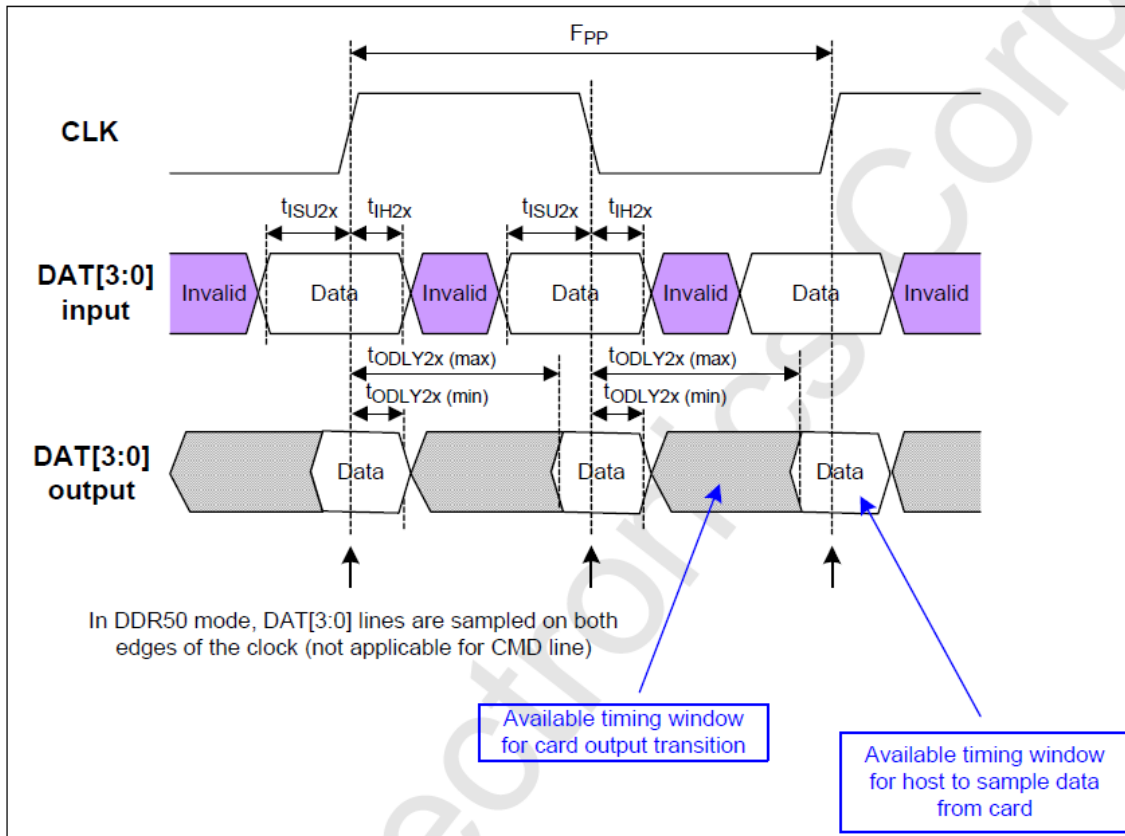 FPP
CLK
tISU2x tIH2x tISU2x tIH2x
DAT[3:0]
input
Invalid Data Invalid Data Invalid Data Invalid
tODLY2x (max) tODLY2x (max)
tODLY2x (min) tODLY2x (min)
DAT[3:0]
output
Data Data Data
In DDR50 mode, DAT[3:0] lines are sampled on both
edges of the clock (not applicable for CMD line)
Available timing window
for card output transition
Available timing window
for host to sample data
from card
ectronics Corp